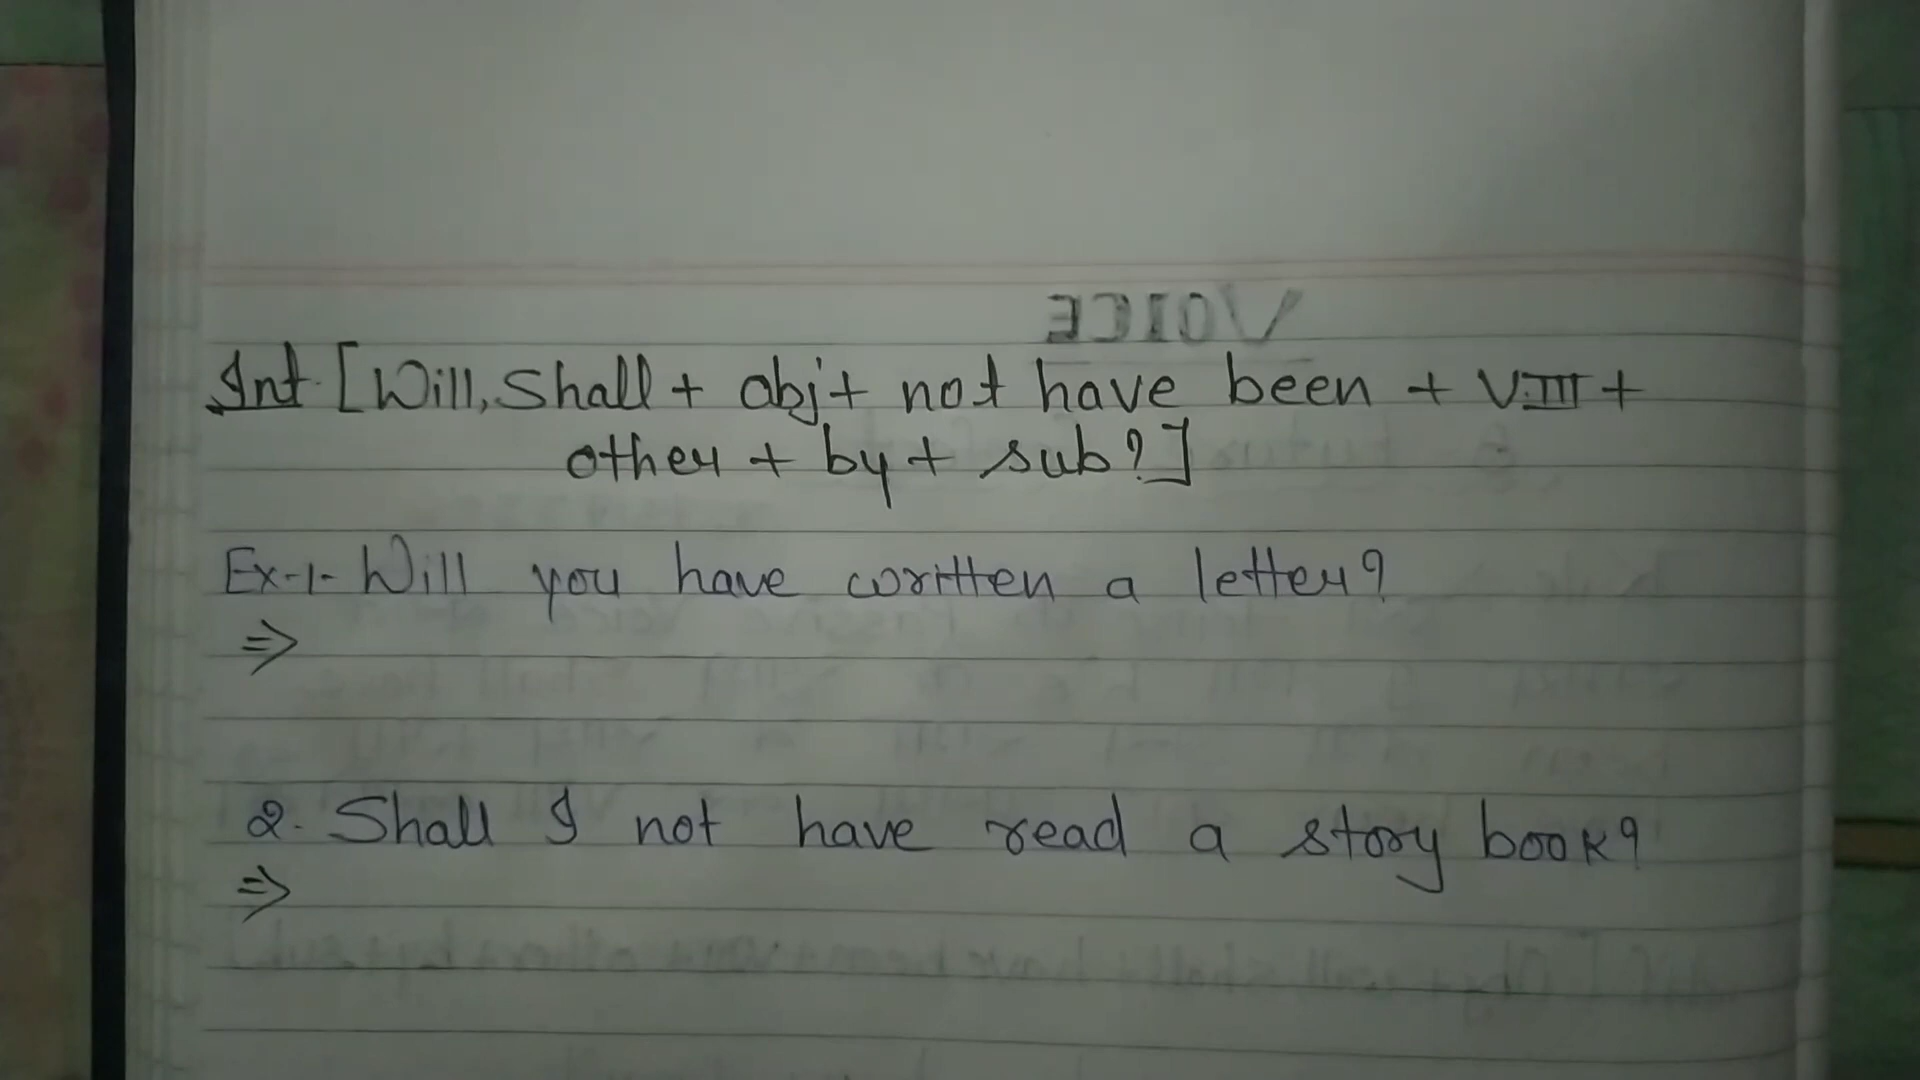 VOICE
Int. [Will, Shall + obj + not have been + V.III +
other + by + sub?]
Ex-1- Will you have written a letter?
⇒
2. Shall I not have read a story book?
⇒